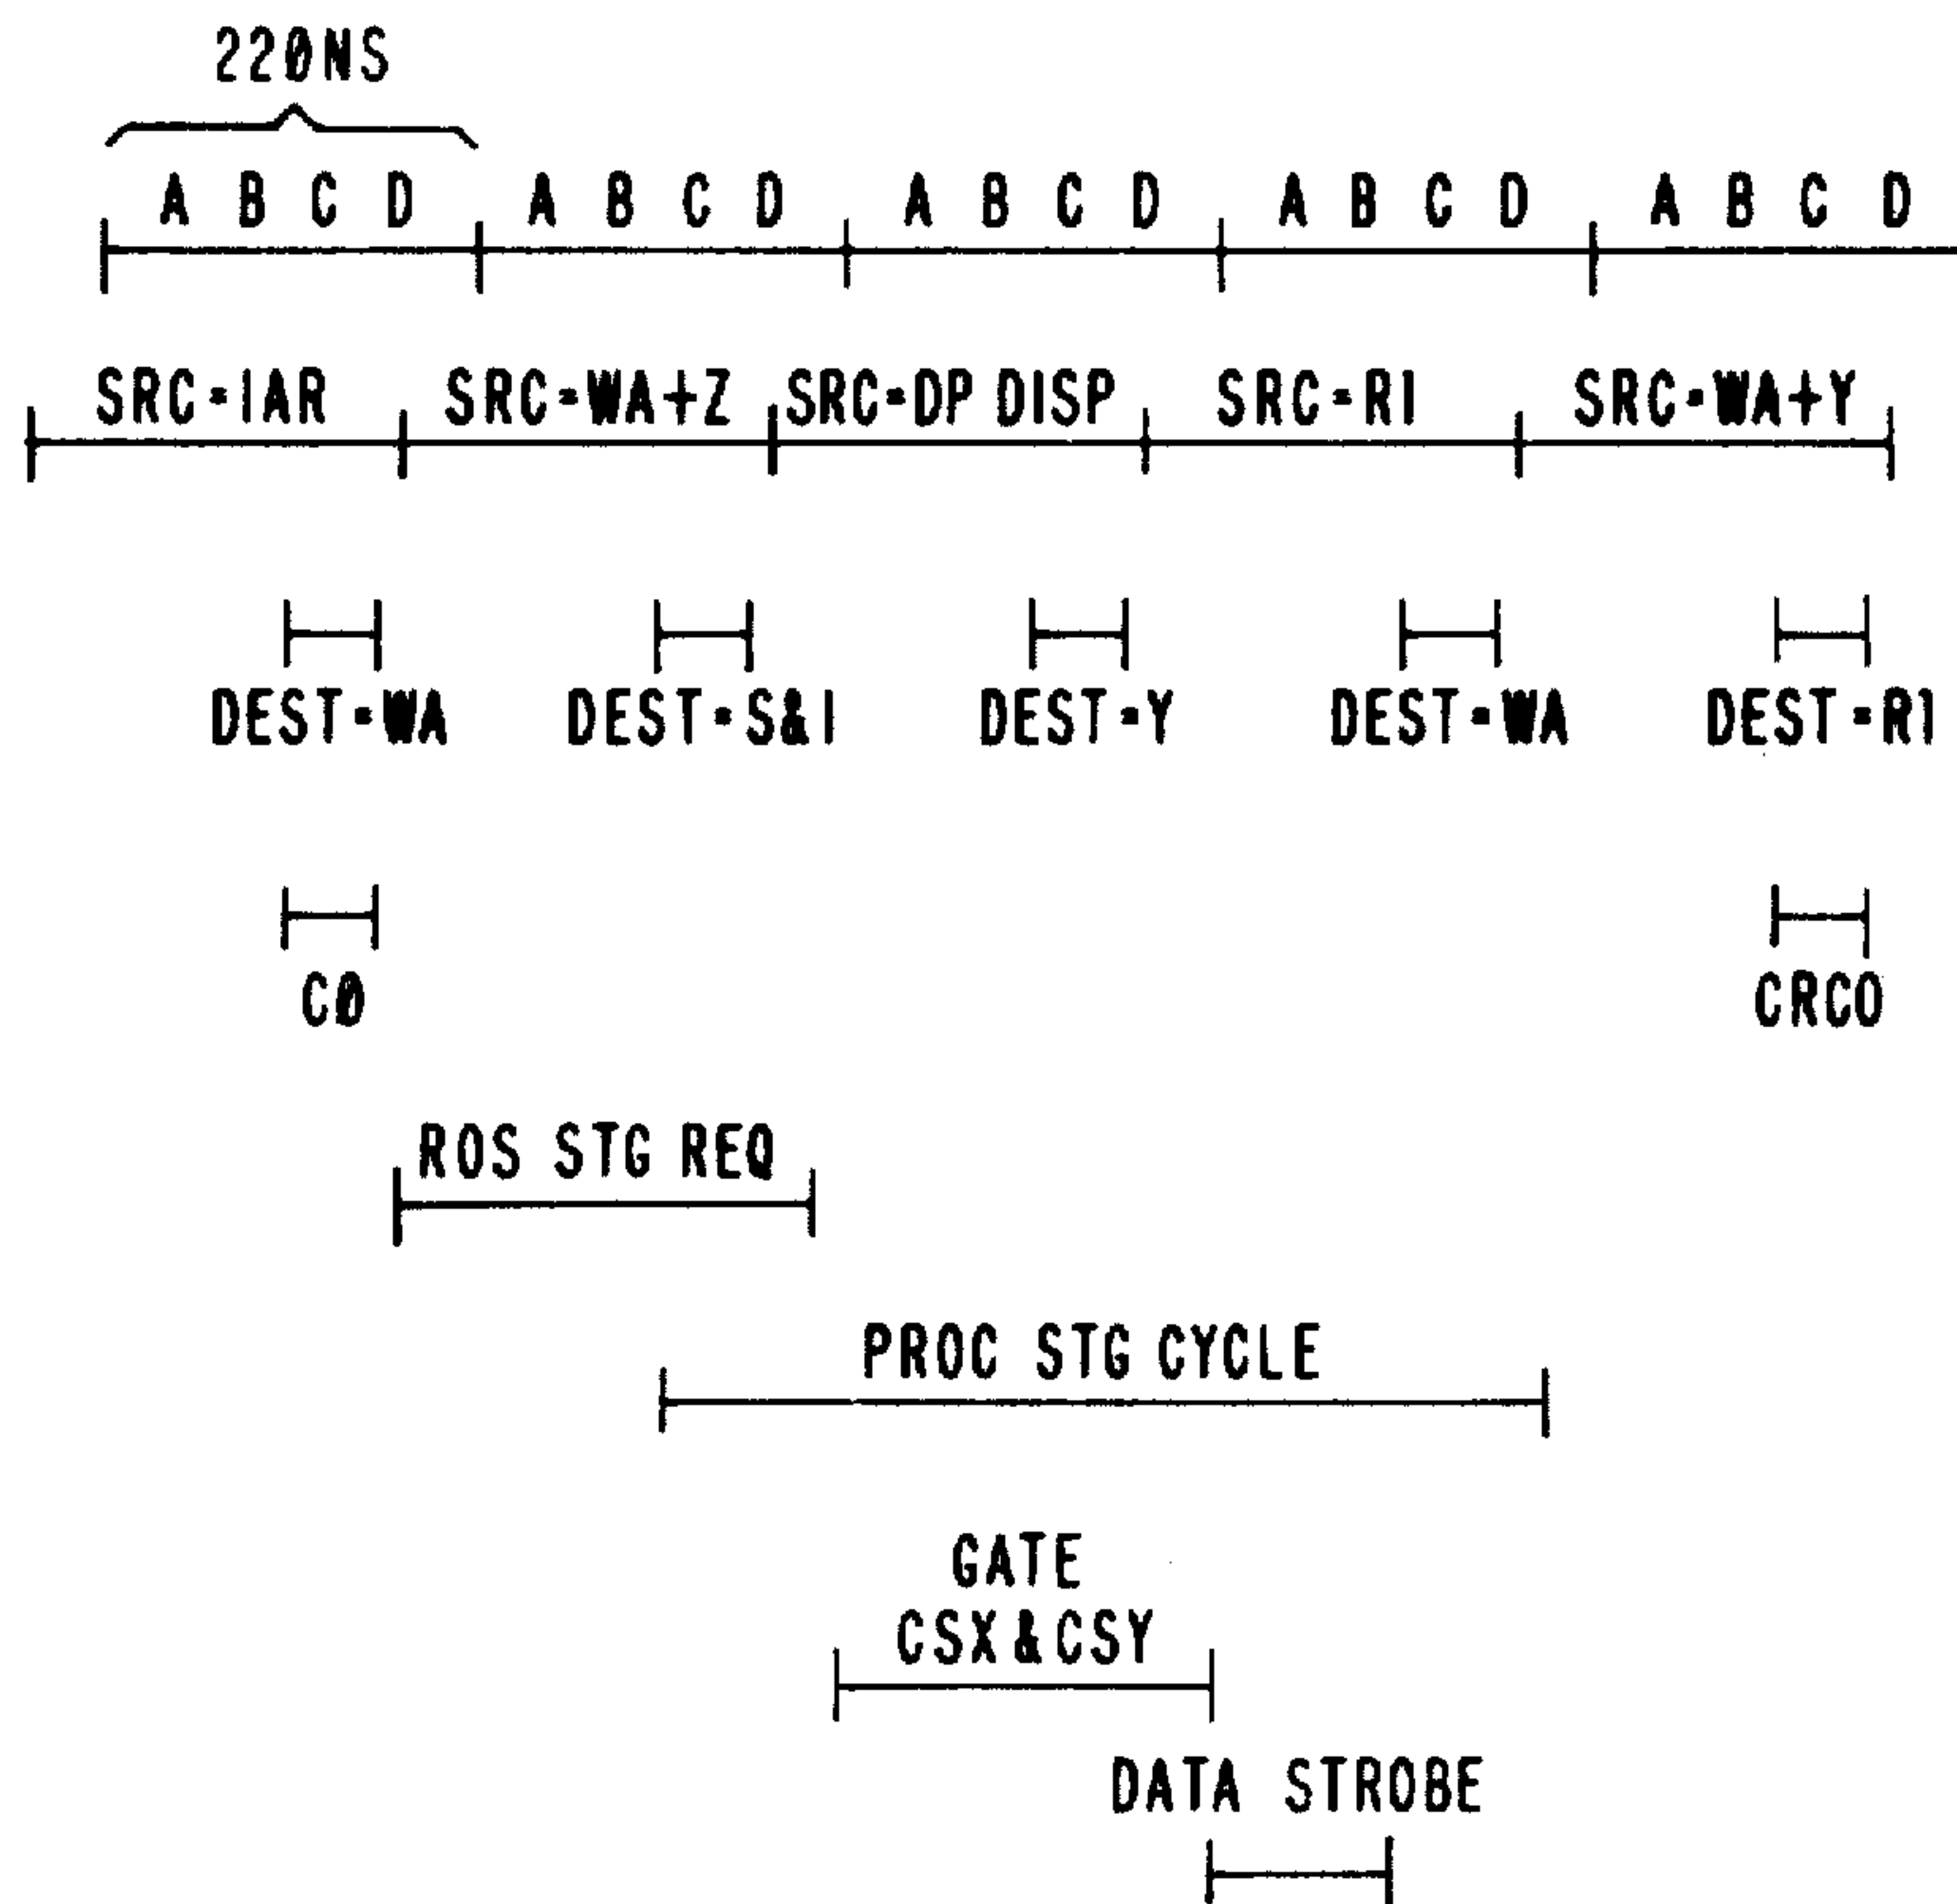 220NS
A B C D A B C D A B C D A B C D A B C D
SRC=IAR SRC=WA+Z SRC=DP DISP SRC=R1 SRC=WA+Y
DEST=WA DEST=S&I DEST=Y DEST=WA DEST=R1
C0 CRC0
ROS STG REQ
PROC STG CYCLE
GATE
CSX&CSY
DATA STROBE